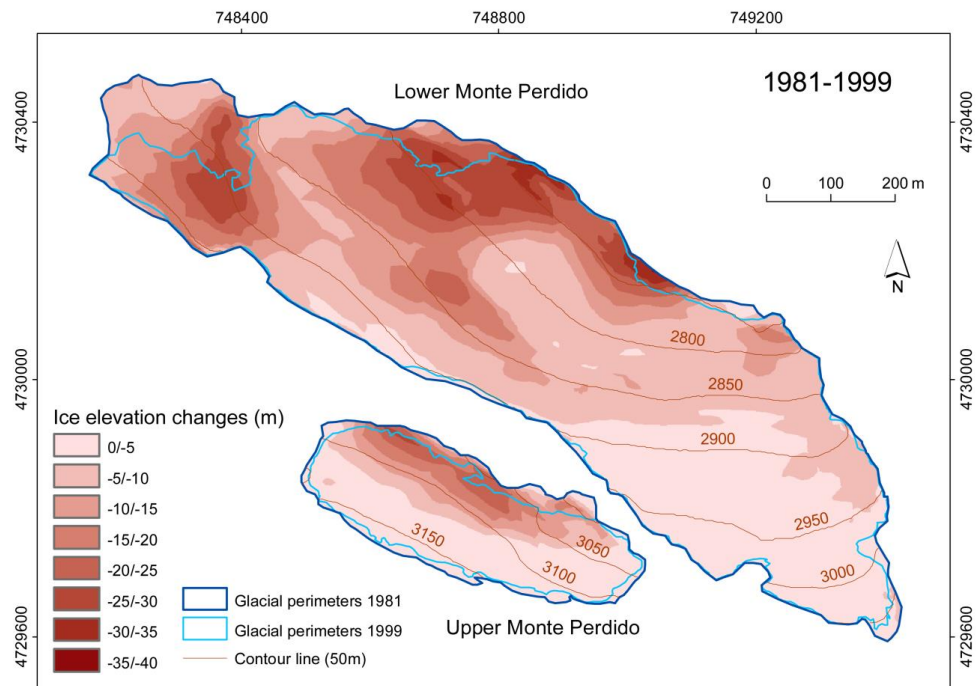 748400 748800 749200
Lower Monte Perdido
1981-1999
4730400
4730400
0 100 200 m
N
2800
4730000
4730000
2850
Ice elevation changes (m)
2900
0/-5
-5/-10
-10/-15
2950
-15/-20
3150
3050
-20/-25
3100
3000
-25/-30
Glacial perimeters 1981
-30/-35
Glacial perimeters 1999
Upper Monte Perdido
4729600
4729600
-35/-40
Contour line (50m)